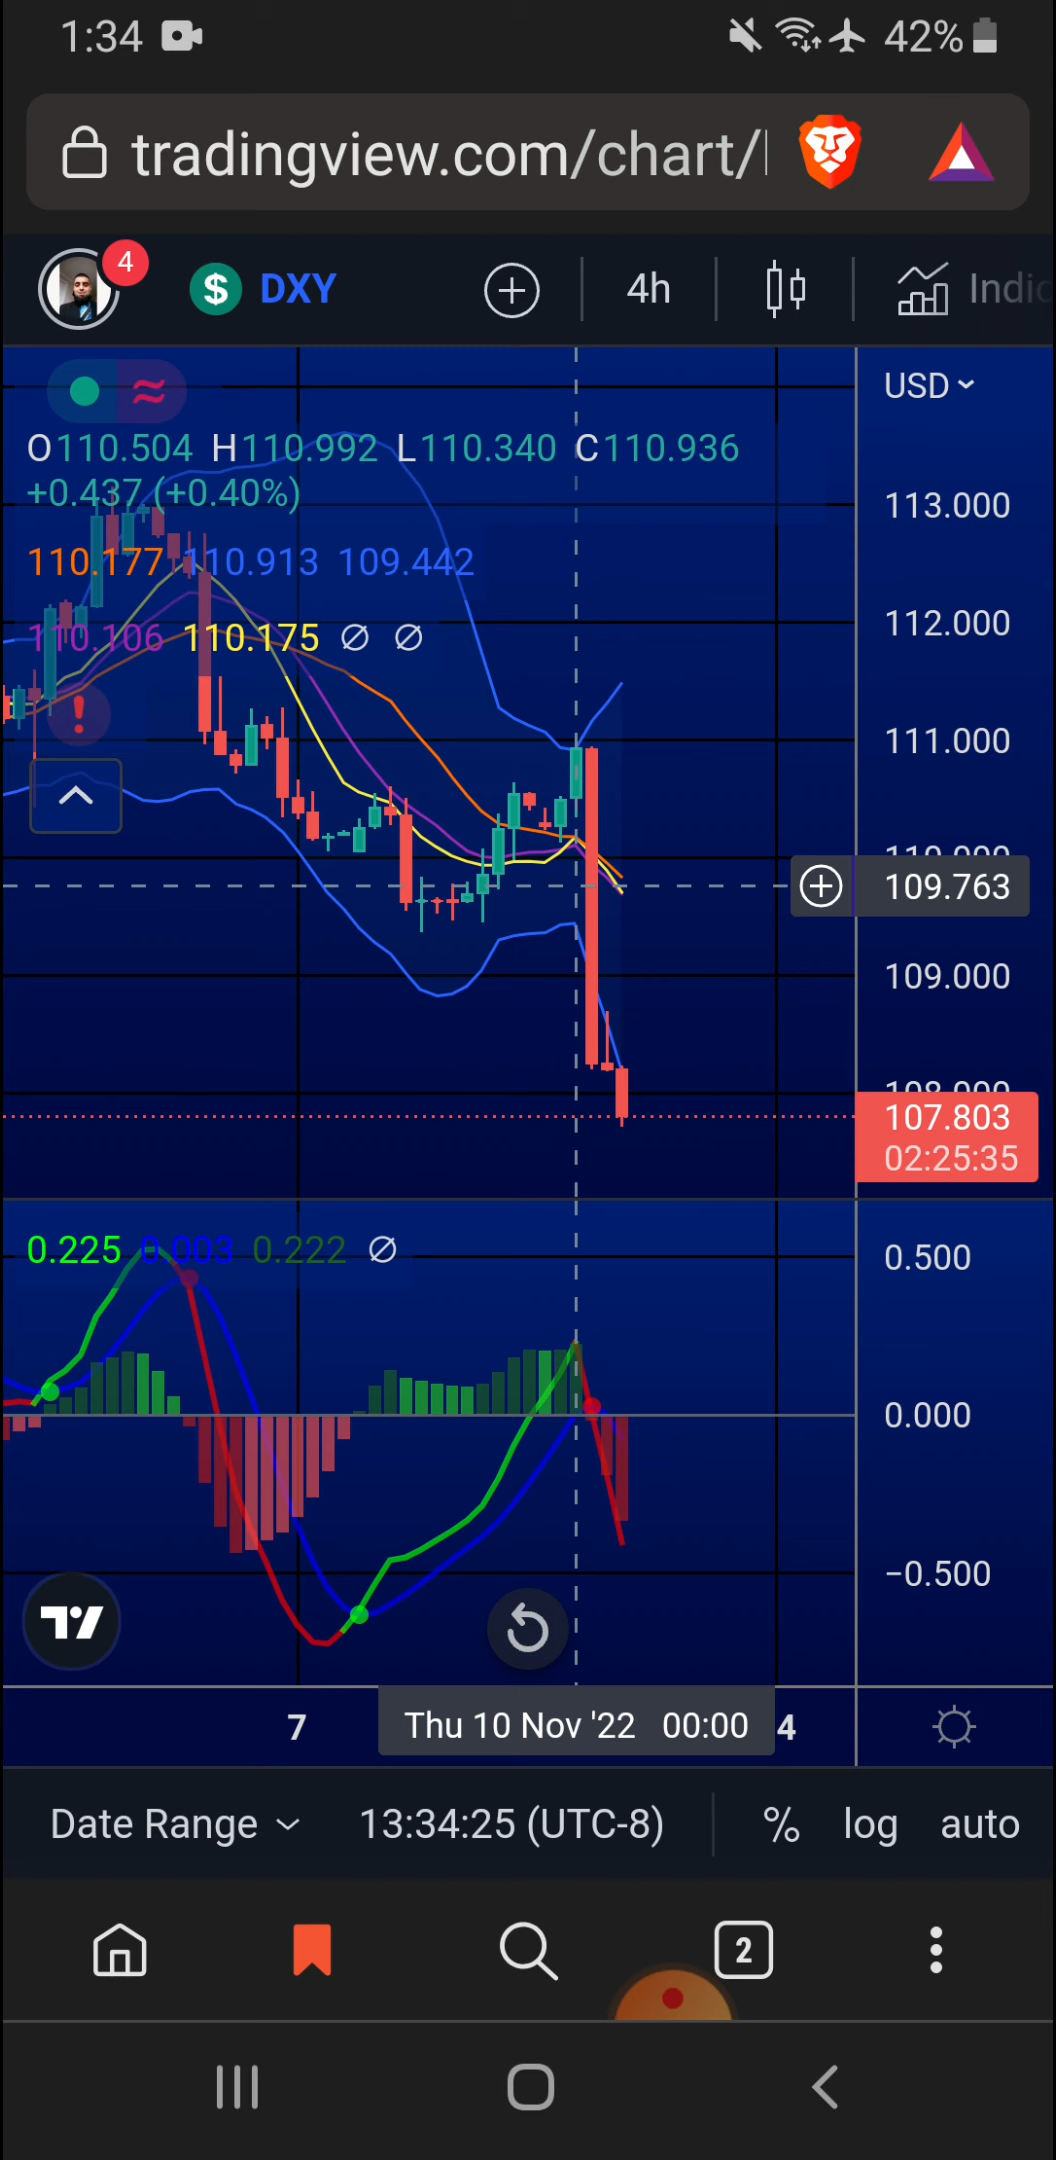 1:34 42%
tradingview.com/chart/
4 $ DXY 4h Indic
USD
O110.504 H110.992 L110.340 C110.936
+0.437 (+0.40%)
113.000
110.177 110.913 109.442
112.000
110.106 110.175 ∅ ∅
!
111.000
110.000
109.763
109.000
108.000
107.803
02:25:35
0.225 0.003 0.222 ∅
0.500
0.000
−0.500
7 Thu 10 Nov '22 00:00 4
Date Range 13:34:25 (UTC-8) % log auto
2